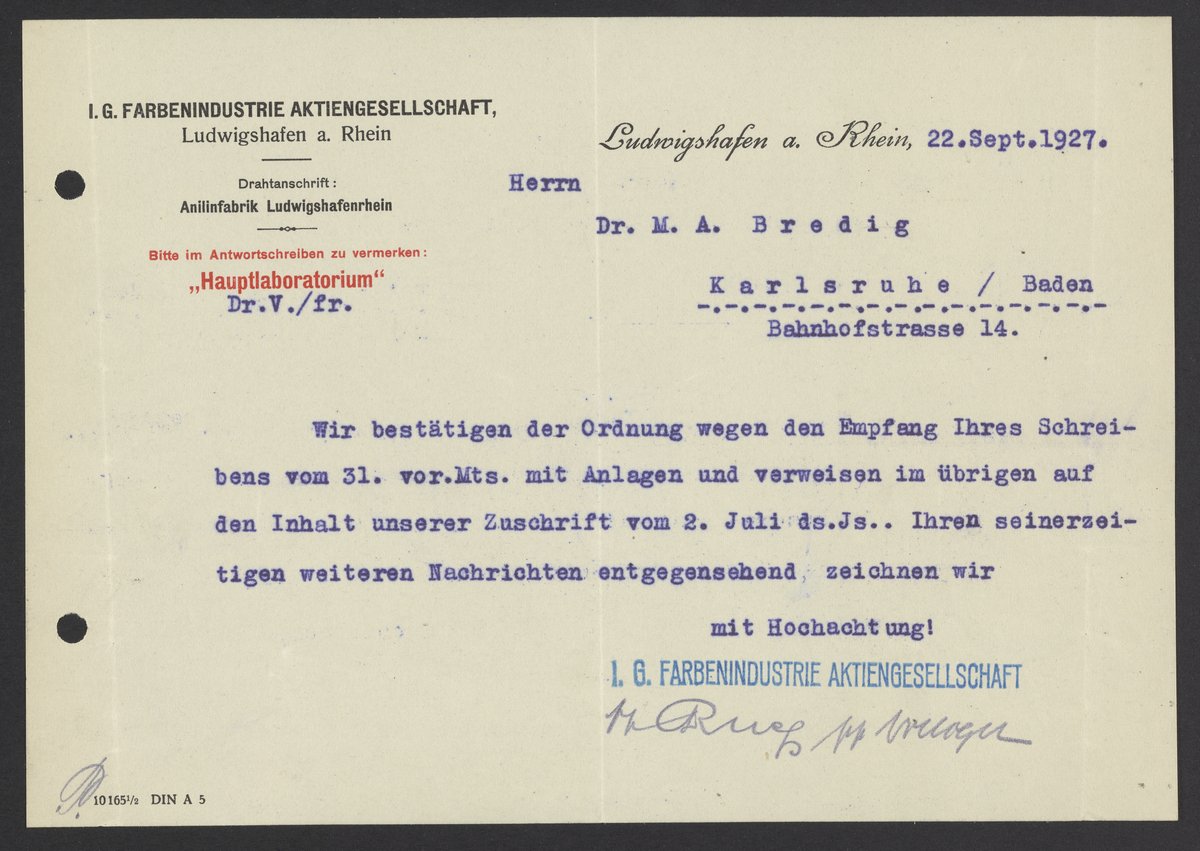 I. G. FARBENINDUSTRIE AKTIENGESELLSCHAFT,
Ludwigshafen a. Rhein
Drahtanschrift:
Anilinfabrik Ludwigshafenrhein
Bitte im Antwortschreiben zu vermerken:
„Hauptlaboratorium“
Dr.V./fr.
Ludwigshafen a. Rhein, 22.Sept.1927.
Herrn
Dr. M. A. B r e d i g
K a r l s r u h e / Baden
-.-.-.-.-.-.-.-.-.-.-.-.-.-.-
Bahnhofstrasse 14.
Wir bestätigen der Ordnung wegen den Empfang Ihres Schrei-
bens vom 31. vor.Mts. mit Anlagen und verweisen im übrigen auf
den Inhalt unserer Zuschrift vom 2. Juli ds.Js.. Ihren seinerzei-
tigen weiteren Nachrichten entgegensehend, zeichnen wir
mit Hochachtung!
I. G. FARBENINDUSTRIE AKTIENGESELLSCHAFT
10165½ DIN A 5